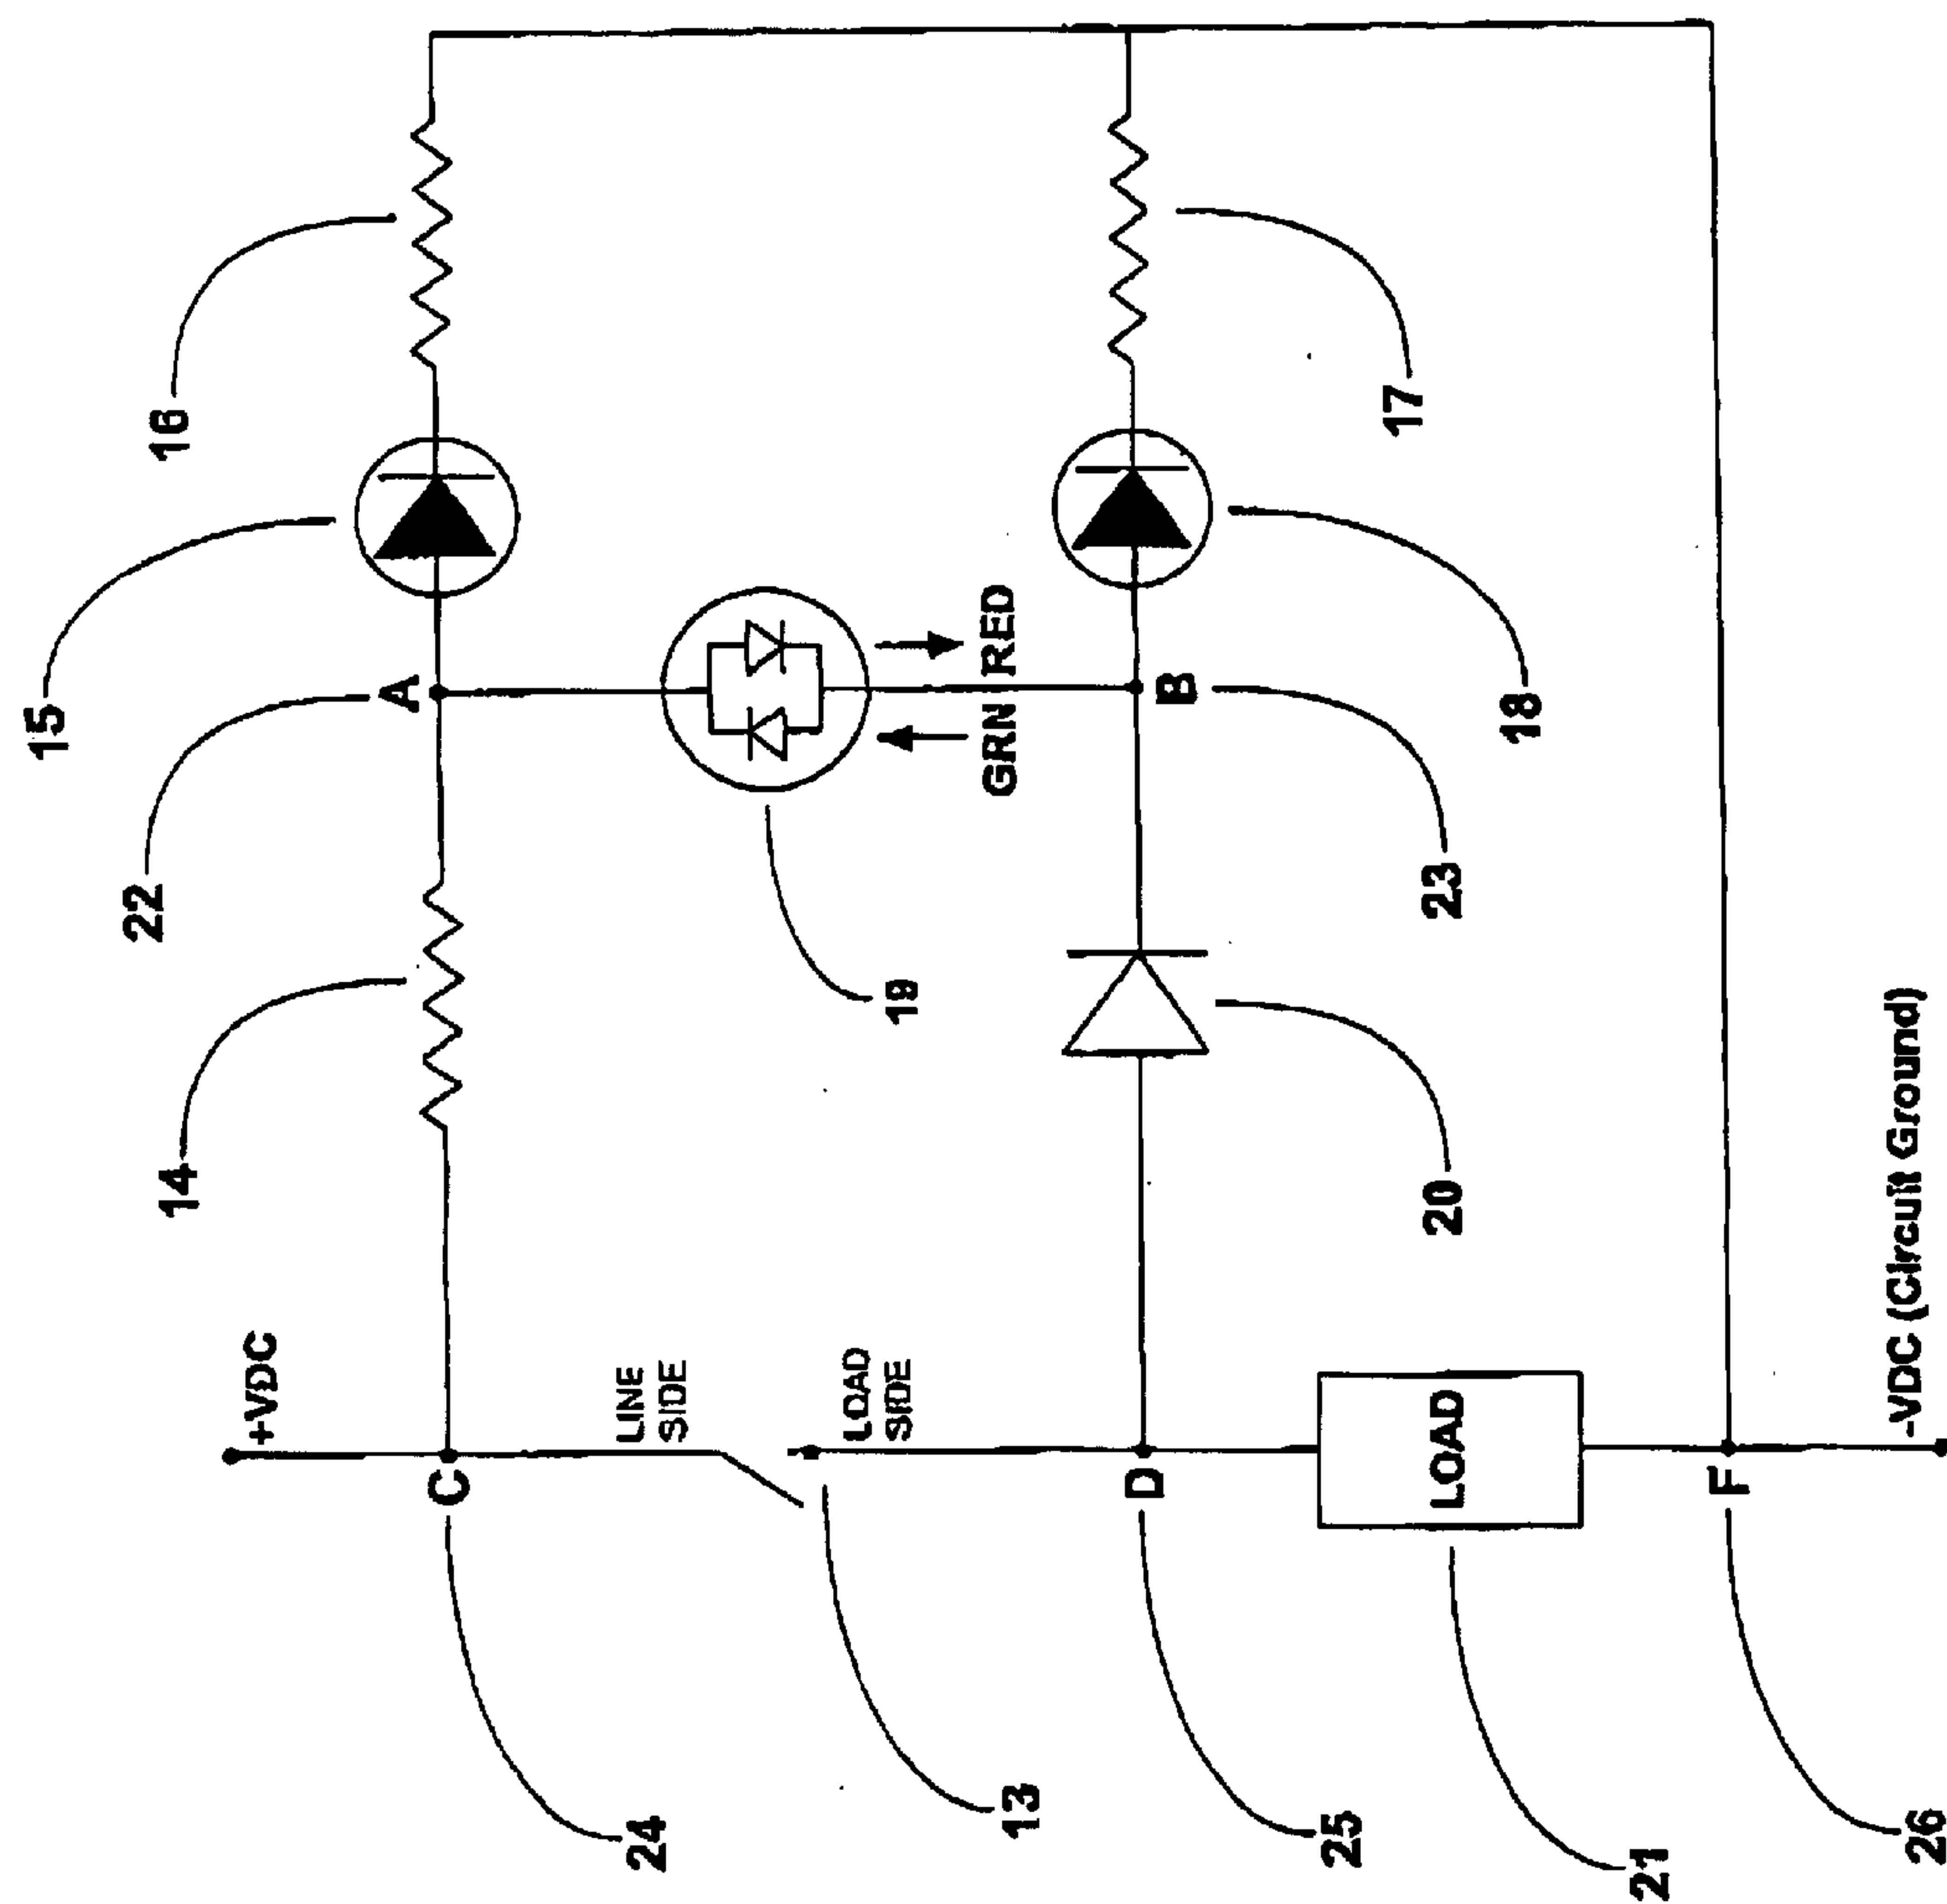 +VDC
C
24
LINE
SIDE
13
LOAD
SIDE
D
25
LOAD
21
F
26
-VDC (Circuit Ground)
14
22
A
15
16
19
GRN RED
20
B
23
18
17